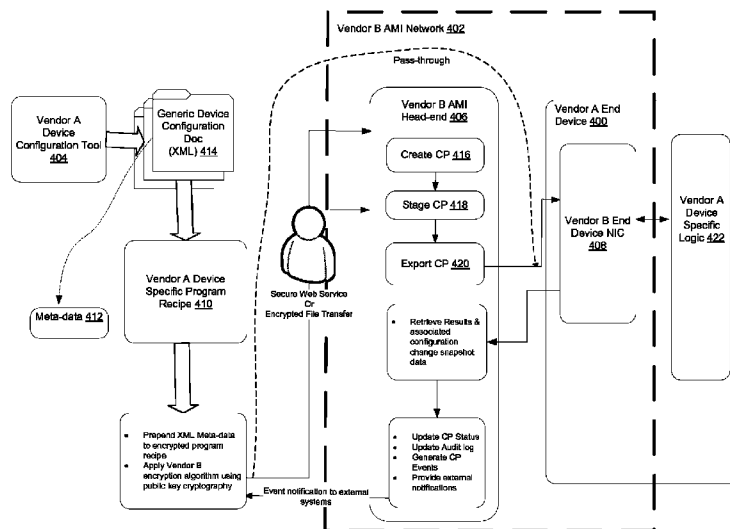 Vendor B AMI Network 402
Pass-through
Vendor A
Device
Configuration Tool
404
Generic Device
Configuration
Doc
(XML) 414
Vendor B AMI
Head-end 406
Create CP 416
Stage CP 418
Export CP 420
Vendor A End
Device 400
Vendor B End
Device NIC
408
Vendor A
Device
Specific
Logic 422
Vendor A Device
Specific Program
Recipe 410
Meta-data 412
Secure Web Service
Or
Encrypted File Transfer
• Retrieve Results &
associated
configuration
change snapshot
data
• Prepend XML Meta-data
to encrypted program
recipe
• Apply Vendor B
encryption algorithm using
public key cryptography
• Update CP Status
• Update Audit log
• Generate CP
Events
• Provide external
notifications
Event notification to external
systems